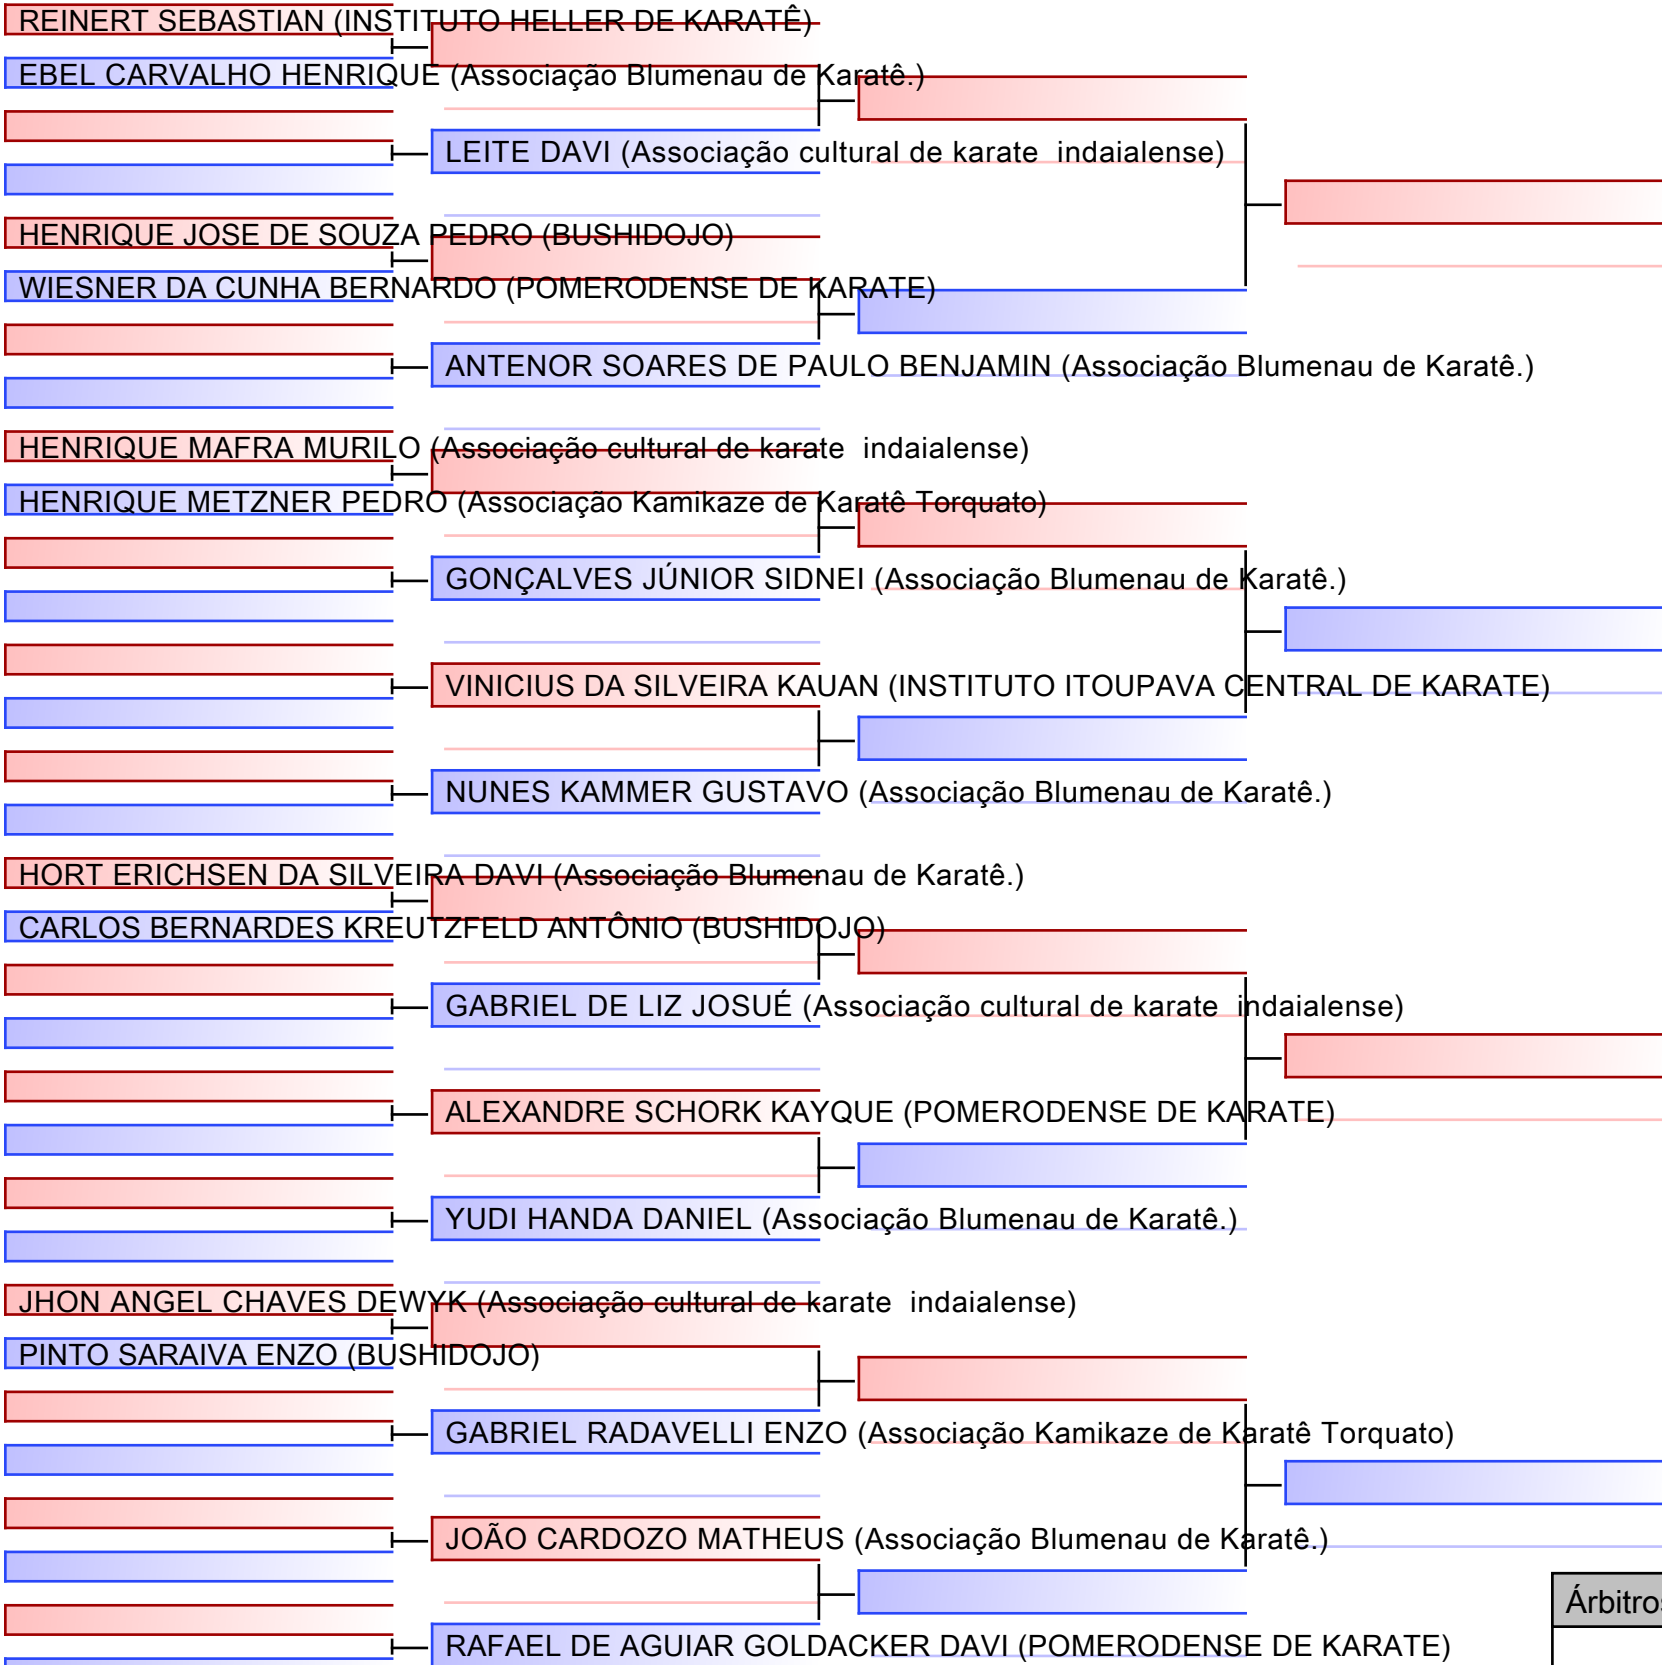 REINERT SEBASTIAN (INSTITUTO HELLER DE KARATÊ)
EBEL CARVALHO HENRIQUE (Associação Blumenau de Karatê.)
LEITE DAVI (Associação cultural de karate  indaialense)
HENRIQUE JOSE DE SOUZA PEDRO (BUSHIDOJO)
WIESNER DA CUNHA BERNARDO (POMERODENSE DE KARATE)
ANTENOR SOARES DE PAULO BENJAMIN (Associação Blumenau de Karatê.)
HENRIQUE MAFRA MURILO (Associação cultural de karate  indaialense)
HENRIQUE METZNER PEDRO (Associação Kamikaze de Karatê Torquato)
GONÇALVES JÚNIOR SIDNEI (Associação Blumenau de Karatê.)
VINICIUS DA SILVEIRA KAUAN (INSTITUTO ITOUPAVA CENTRAL DE KARATE)
NUNES KAMMER GUSTAVO (Associação Blumenau de Karatê.)
HORT ERICHSEN DA SILVEIRA DAVI (Associação Blumenau de Karatê.)
CARLOS BERNARDES KREUTZFELD ANTÔNIO (BUSHIDOJO)
GABRIEL DE LIZ JOSUÉ (Associação cultural de karate  indaialense)
ALEXANDRE SCHORK KAYQUE (POMERODENSE DE KARATE)
YUDI HANDA DANIEL (Associação Blumenau de Karatê.)
JHON ANGEL CHAVES DEWYK (Associação cultural de karate  indaialense)
PINTO SARAIVA ENZO (BUSHIDOJO)
GABRIEL RADAVELLI ENZO (Associação Kamikaze de Karatê Torquato)
JOÃO CARDOZO MATHEUS (Associação Blumenau de Karatê.)
Árbitros
RAFAEL DE AGUIAR GOLDACKER DAVI (POMERODENSE DE KARATE)